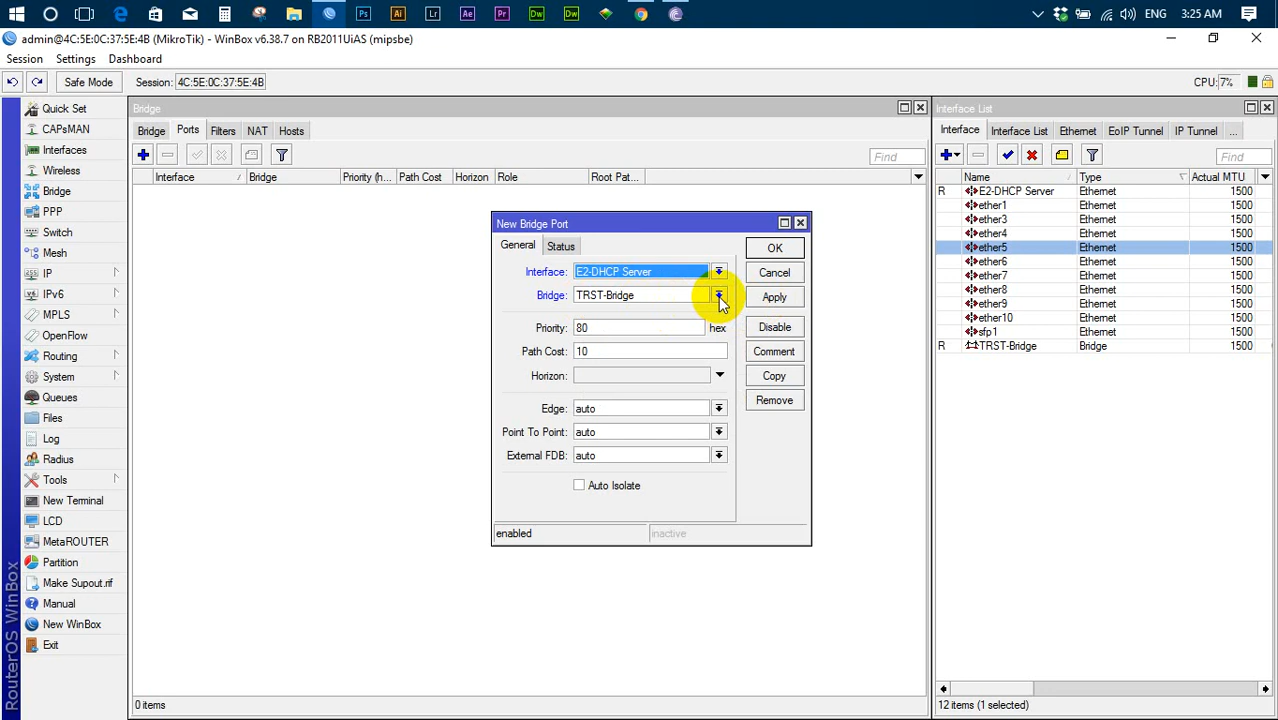 Ps
Ai
Lr
Ae
Pr
Dw
Dw
ENG
3:25 AM
admin@4C:5E:0C:37:5E:4B (MikroTik) - WinBox v6.38.7 on RB2011UiAS (mipsbe)
Session Settings Dashboard
Safe Mode Session: 4C:5E:0C:37:5E:4B CPU: 7%
Quick Set
CAPsMAN
Interfaces
Wireless
Bridge
PPP
Switch
Mesh
IP
IPv6
MPLS
OpenFlow
Routing
System
Queues
Files
Log
Radius
Tools
New Terminal
LCD
MetaROUTER
Partition
Make Supout.rif
Manual
New WinBox
Exit
RouterOS WinBox
Bridge
Bridge Ports Filters NAT Hosts
Find
Interface Bridge Priority (h... Path Cost Horizon Role Root Pat...
0 items
New Bridge Port
General Status
Interface: E2-DHCP Server
Bridge: TRST-Bridge
Priority: 80 hex
Path Cost: 10
Horizon:
Edge: auto
Point To Point: auto
External FDB: auto
Auto Isolate
enabled inactive
OK
Cancel
Apply
Disable
Comment
Copy
Remove
Interface List
Interface Interface List Ethernet EoIP Tunnel IP Tunnel ...
Find
Name Type Actual MTU
R E2-DHCP Server Ethernet 1500
ether1 Ethernet 1500
ether3 Ethernet 1500
ether4 Ethernet 1500
ether5 Ethernet 1500
ether6 Ethernet 1500
ether7 Ethernet 1500
ether8 Ethernet 1500
ether9 Ethernet 1500
ether10 Ethernet 1500
sfp1 Ethernet 1500
R TRST-Bridge Bridge 1500
12 items (1 selected)